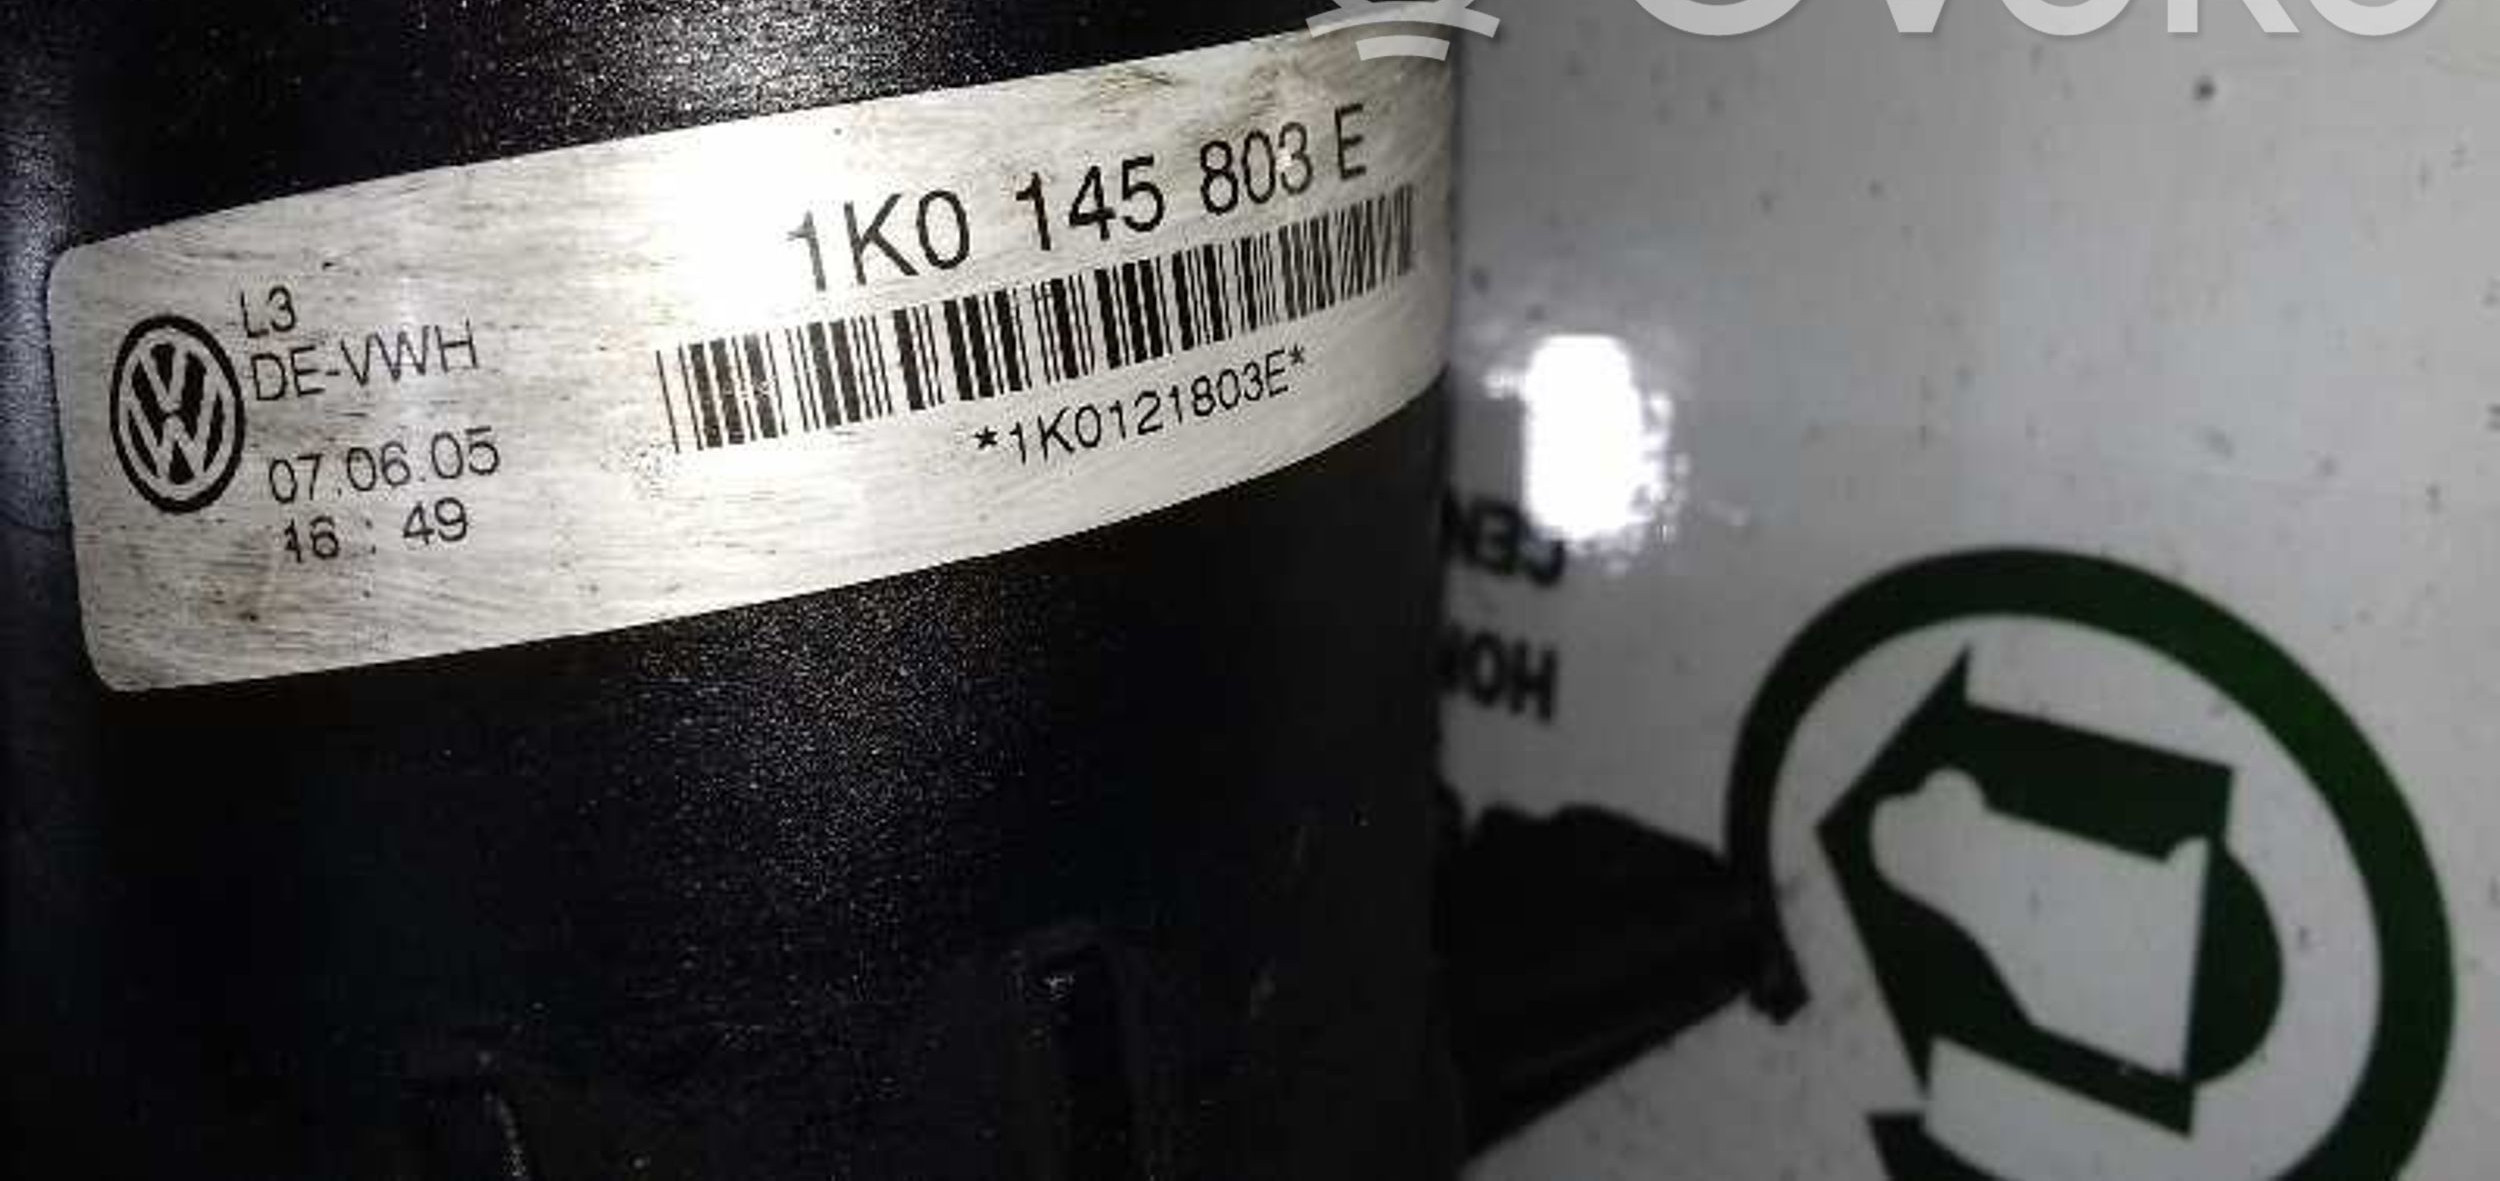 1K0 145 803 E
L3
DE-VWH
*1K0121803E*
07.06.05
16 : 49